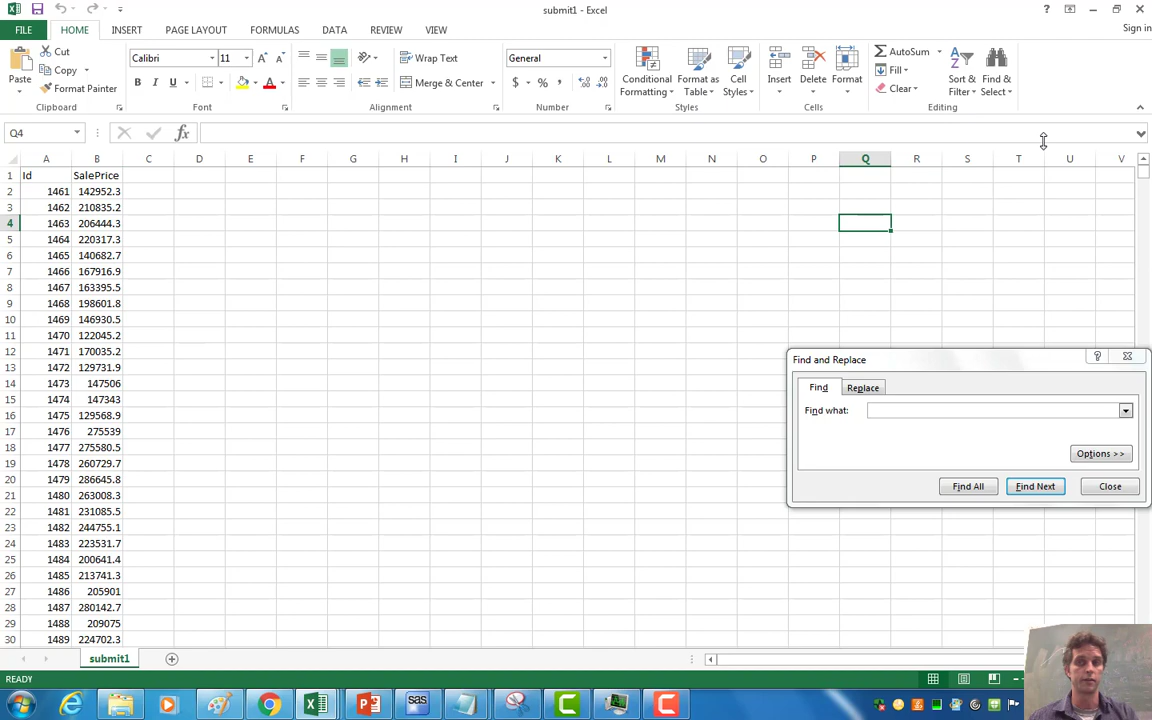 submit1 - Excel
Sign in
FILE HOME INSERT PAGE LAYOUT FORMULAS DATA REVIEW VIEW
Paste
Cut
Copy
Format Painter
Clipboard
Calibri 11
B I U
Font
Wrap Text
Merge & Center
Alignment
General
$ % ,
Number
Conditional Formatting
Format as Table
Cell Styles
Styles
Insert
Delete
Format
Cells
AutoSum
Fill
Clear
Sort & Filter
Find & Select
Editing
Q4
fx
A B C D E F G H I J K L M N O P Q R S T U V
1 Id SalePrice
2 1461 142952.3
3 1462 210835.2
4 1463 206444.3
5 1464 220317.3
6 1465 140682.7
7 1466 167916.9
8 1467 163395.5
9 1468 198601.8
10 1469 146930.5
11 1470 122045.2
12 1471 170035.2
13 1472 129731.9
14 1473 147506
15 1474 147343
16 1475 129568.9
17 1476 275539
18 1477 275580.5
19 1478 260729.7
20 1479 286645.8
21 1480 263008.3
22 1481 231085.5
23 1482 244755.1
24 1483 223531.7
25 1484 200641.4
26 1485 213741.3
27 1486 205901
28 1487 280142.7
29 1488 209075
30 1489 224702.3
Find and Replace
Find Replace
Find what:
Options >>
Find All Find Next Close
submit1
READY
sas